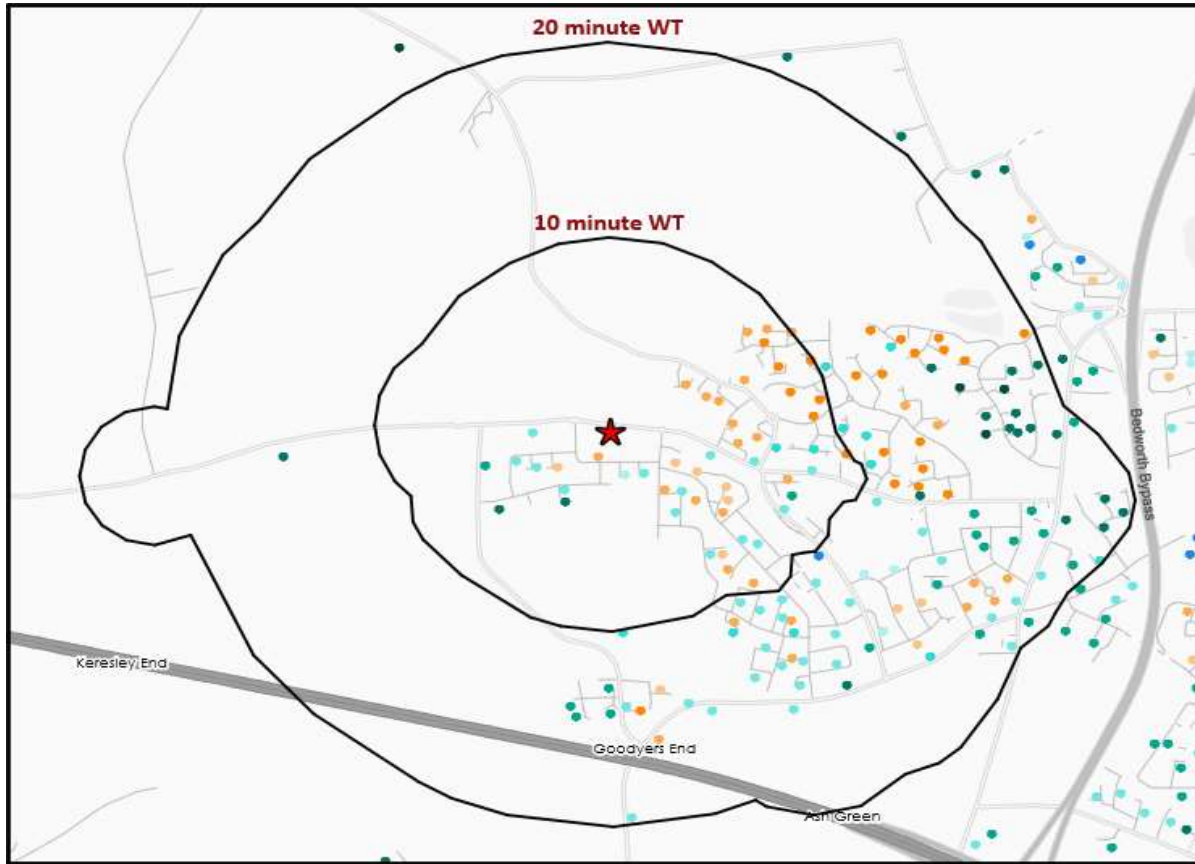 20 minute WT
10 minute WT
Bedworth Bypass
Keresley End
Goodyers End
Ash Green